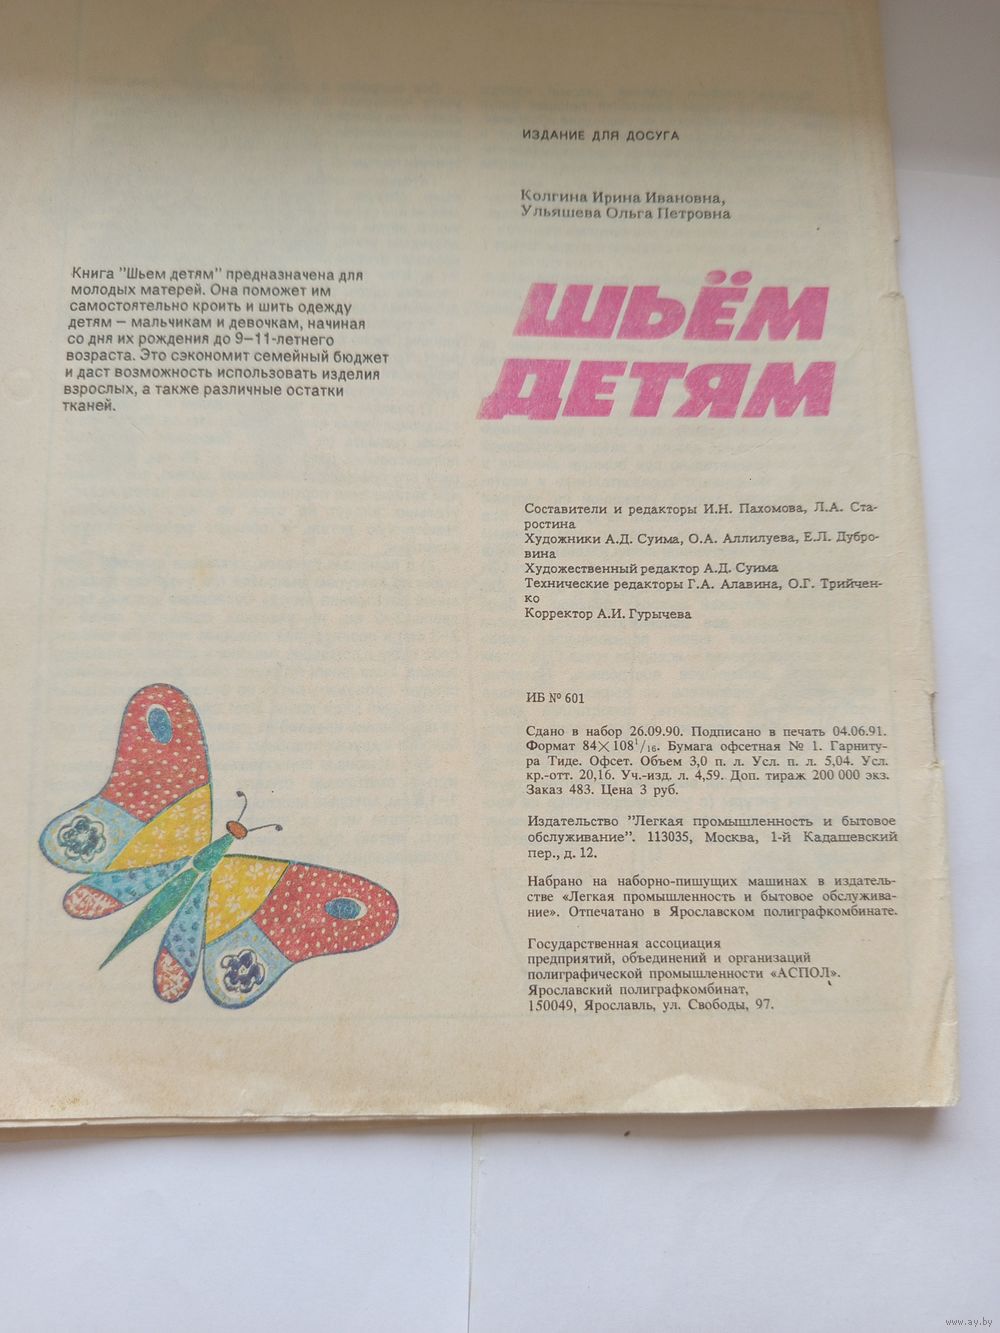 Книга "Шьем детям" предназначена для
молодых матерей. Она поможет им
самостоятельно кроить и шить одежду
детям — мальчикам и девочкам, начиная
со дня их рождения до 9—11-летнего
возраста. Это сэкономит семейный бюджет
и даст возможность использовать изделия
взрослых, а также различные остатки
тканей.
ИЗДАНИЕ ДЛЯ ДОСУГА
Колгина Ирина Ивановна,
Ульяшева Ольга Петровна
ШЬЁМ
ДЕТЯМ
Составители и редакторы И.Н. Пахомова, Л.А. Ста-
ростина
Художники А.Д. Суима, О.А. Аллилуева, Е.Л. Дубро-
вина
Художественный редактор А.Д. Суима
Технические редакторы Г.А. Алавина, О.Г. Трийчен-
ко
Корректор А.И. Гурычева
ИБ № 601
Сдано в набор 26.09.90. Подписано в печать 04.06.91.
Формат 84×108¹/₁₆. Бумага офсетная № 1. Гарниту-
ра Тиде. Офсет. Объем 3,0 п. л. Усл. п. л. 5,04. Усл.
кр.-отт. 20,16. Уч.-изд. л. 4,59. Доп. тираж 200 000 экз.
Заказ 483. Цена 3 руб.
Издательство "Легкая промышленность и бытовое
обслуживание". 113035, Москва, 1-й Кадашевский
пер., д. 12.
Набрано на наборно-пишущих машинах в издатель-
стве «Легкая промышленность и бытовое обслужива-
ние». Отпечатано в Ярославском полиграфкомбинате.
Государственная ассоциация
предприятий, объединений и организаций
полиграфической промышленности «АСПОЛ».
Ярославский полиграфкомбинат,
150049, Ярославль, ул. Свободы, 97.
www.ay.by